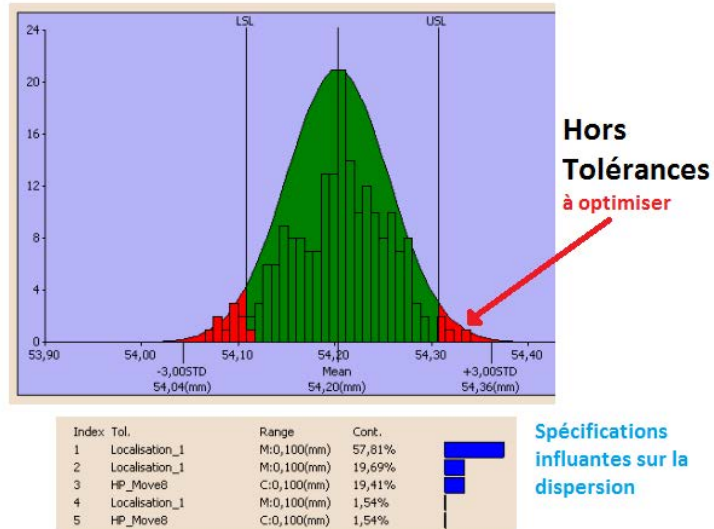 LSL USL
24
20
16
12
8
4
0
53,90 54,00 54,10 54,20 54,30 54,40
-3,00STD Mean +3,00STD
54,04(mm) 54,20(mm) 54,36(mm)
Hors
Tolérances
à optimiser
Index Tol. Range Cont.
1 Localisation_1 M:0,100(mm) 57,81%
2 Localisation_1 M:0,100(mm) 19,69%
3 HP_Move8 C:0,100(mm) 19,41%
4 Localisation_1 M:0,100(mm) 1,54%
5 HP_Move8 C:0,100(mm) 1,54%
Spécifications
influantes sur la
dispersion